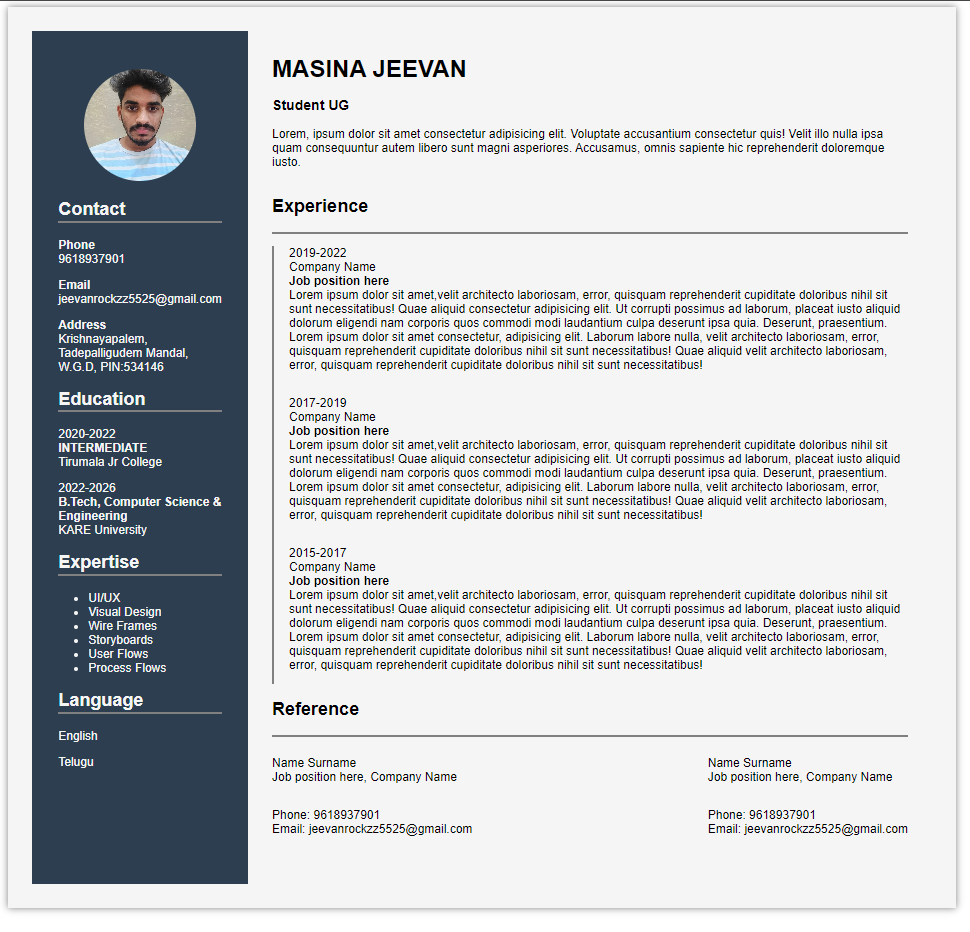 Contact
Phone
9618937901
Email
jeevanrockzz5525@gmail.com
Address
Krishnayapalem,
Tadepalligudem Mandal,
W.G.D, PIN:534146
Education
2020-2022
INTERMEDIATE
Tirumala Jr College
2022-2026
B.Tech, Computer Science &
Engineering
KARE University
Expertise
UI/UX
Visual Design
Wire Frames
Storyboards
User Flows
Process Flows
Language
English
Telugu
MASINA JEEVAN
Student UG
Lorem, ipsum dolor sit amet consectetur adipisicing elit. Voluptate accusantium consectetur quis! Velit illo nulla ipsa
quam consequuntur autem libero sunt magni asperiores. Accusamus, omnis sapiente hic reprehenderit doloremque
iusto.
Experience
2019-2022
Company Name
Job position here
Lorem ipsum dolor sit amet,velit architecto laboriosam, error, quisquam reprehenderit cupiditate doloribus nihil sit
sunt necessitatibus! Quae aliquid consectetur adipisicing elit. Ut corrupti possimus ad laborum, placeat iusto aliquid
dolorum eligendi nam corporis quos commodi modi laudantium culpa deserunt ipsa quia. Deserunt, praesentium.
Lorem ipsum dolor sit amet consectetur, adipisicing elit. Laborum labore nulla, velit architecto laboriosam, error,
quisquam reprehenderit cupiditate doloribus nihil sit sunt necessitatibus! Quae aliquid velit architecto laboriosam,
error, quisquam reprehenderit cupiditate doloribus nihil sit sunt necessitatibus!
2017-2019
Company Name
Job position here
Lorem ipsum dolor sit amet,velit architecto laboriosam, error, quisquam reprehenderit cupiditate doloribus nihil sit
sunt necessitatibus! Quae aliquid consectetur adipisicing elit. Ut corrupti possimus ad laborum, placeat iusto aliquid
dolorum eligendi nam corporis quos commodi modi laudantium culpa deserunt ipsa quia. Deserunt, praesentium.
Lorem ipsum dolor sit amet consectetur, adipisicing elit. Laborum labore nulla, velit architecto laboriosam, error,
quisquam reprehenderit cupiditate doloribus nihil sit sunt necessitatibus! Quae aliquid velit architecto laboriosam,
error, quisquam reprehenderit cupiditate doloribus nihil sit sunt necessitatibus!
2015-2017
Company Name
Job position here
Lorem ipsum dolor sit amet,velit architecto laboriosam, error, quisquam reprehenderit cupiditate doloribus nihil sit
sunt necessitatibus! Quae aliquid consectetur adipisicing elit. Ut corrupti possimus ad laborum, placeat iusto aliquid
dolorum eligendi nam corporis quos commodi modi laudantium culpa deserunt ipsa quia. Deserunt, praesentium.
Lorem ipsum dolor sit amet consectetur, adipisicing elit. Laborum labore nulla, velit architecto laboriosam, error,
quisquam reprehenderit cupiditate doloribus nihil sit sunt necessitatibus! Quae aliquid velit architecto laboriosam,
error, quisquam reprehenderit cupiditate doloribus nihil sit sunt necessitatibus!
Reference
Name Surname
Job position here, Company Name
Phone: 9618937901
Email: jeevanrockzz5525@gmail.com
Name Surname
Job position here, Company Name
Phone: 9618937901
Email: jeevanrockzz5525@gmail.com